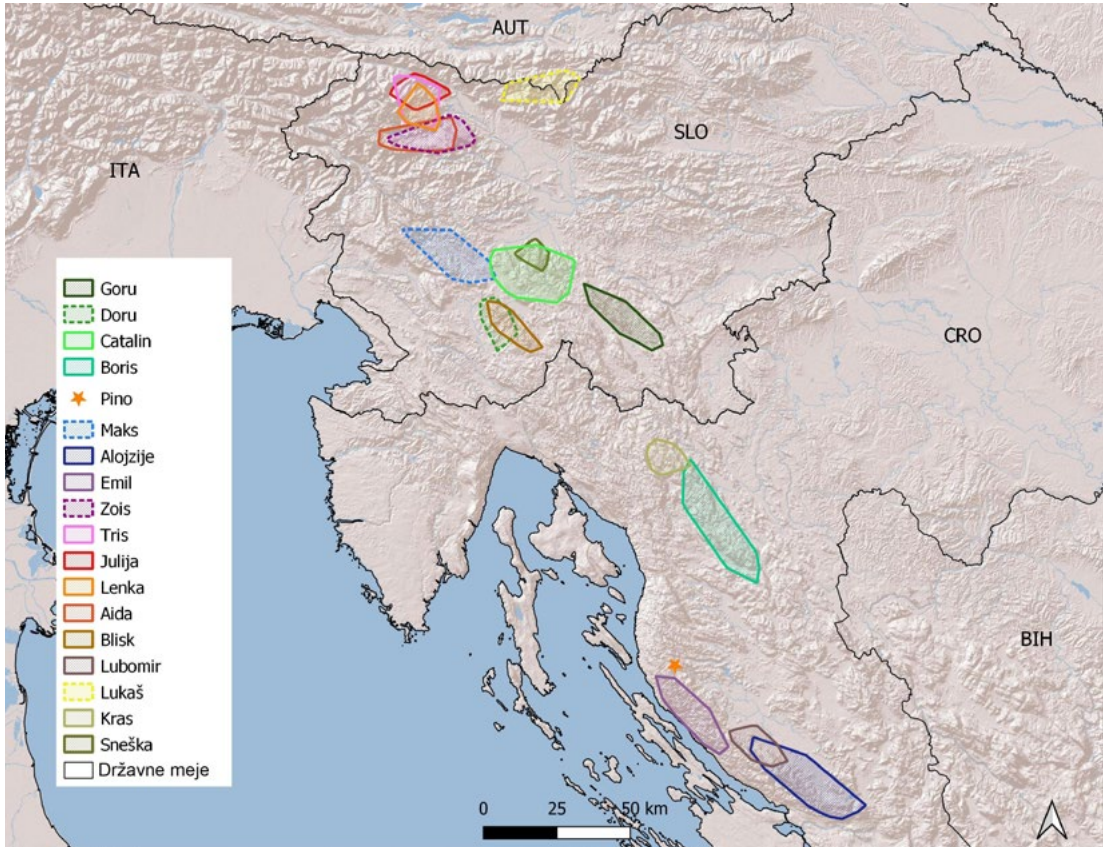 AUT
SLO
ITA
CRO
BIH
Goru
Doru
Catalin
Boris
Pino
Maks
Alojzije
Emil
Zois
Tris
Julija
Lenka
Aida
Blisk
Lubomir
Lukaš
Kras
Sneška
Državne meje
0 25 50 km